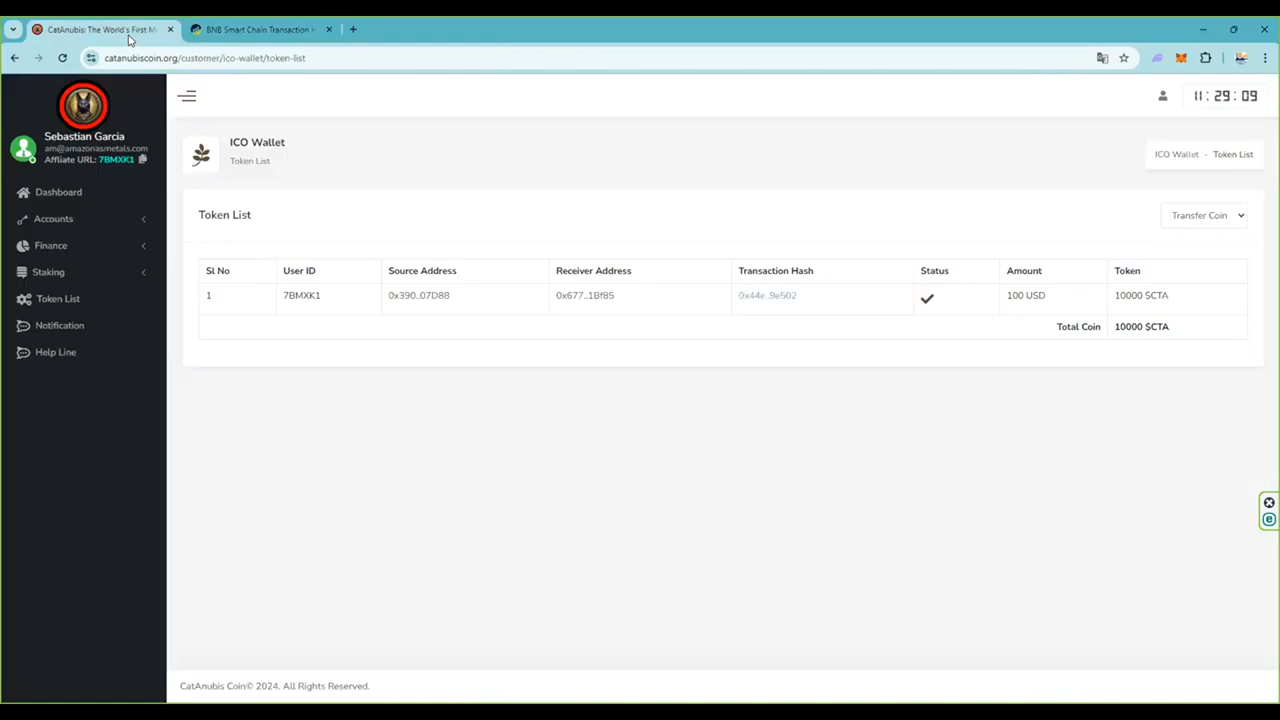 CatAnubis: The World's First M
BNB Smart Chain Transaction H
catanubiscoin.org/customer/ico-wallet/token-list
Sebastian Garcia
am@amazonasmetals.com
Affliate URL: 7BMXK1
Dashboard
Accounts
Finance
Staking
Token List
Notification
Help Line
11:29:09
ICO Wallet
Token List
ICO Wallet - Token List
Token List
Transfer Coin
Sl No User ID Source Address Receiver Address Transaction Hash Status Amount Token
1 7BMXK1 0x390..07D88 0x677..1Bf85 0x44e..9e502 ✔ 100 USD 10000 $CTA
Total Coin 10000 $CTA
CatAnubis Coin© 2024. All Rights Reserved.